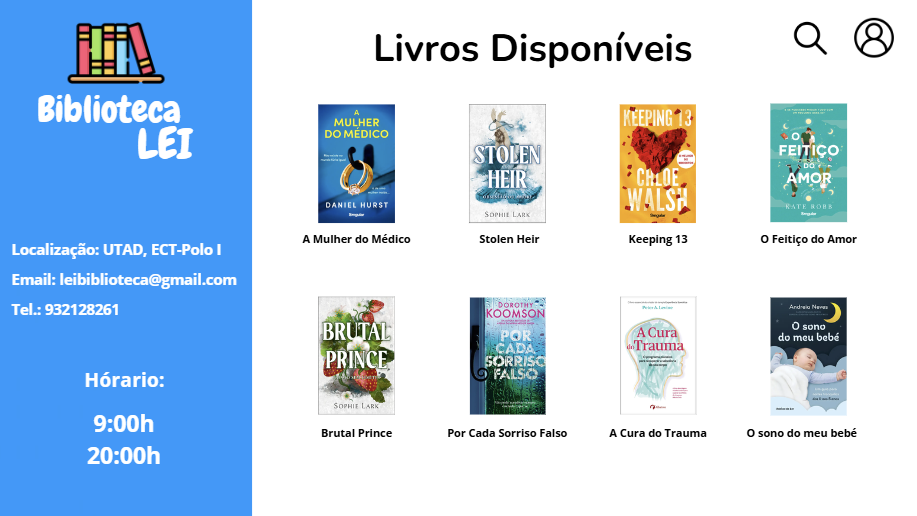 Biblioteca
LEI
Localização: UTAD, ECT-Polo I
Email: leibiblioteca@gmail.com
Tel.: 932128261
Hórario:
9:00h
20:00h
Livros Disponíveis
A
MULHER
DO MÉDICO
DANIEL HURST
A Mulher do Médico
STOLEN
HEIR
SOPHIE LARK
Stolen Heir
KEEPING 13
CHLOE
WALSH
Keeping 13
O
FEITIÇO
DO
AMOR
KATE ROBB
O Feitiço do Amor
BRUTAL
PRINCE
SOPHIE LARK
Brutal Prince
DOROTHY
KOOMSON
POR
CADA
SORRISO
FALSO
Por Cada Sorriso Falso
A Cura
do Trauma
A Cura do Trauma
Andreia Neves
O sono
do meu bebé
O sono do meu bebé